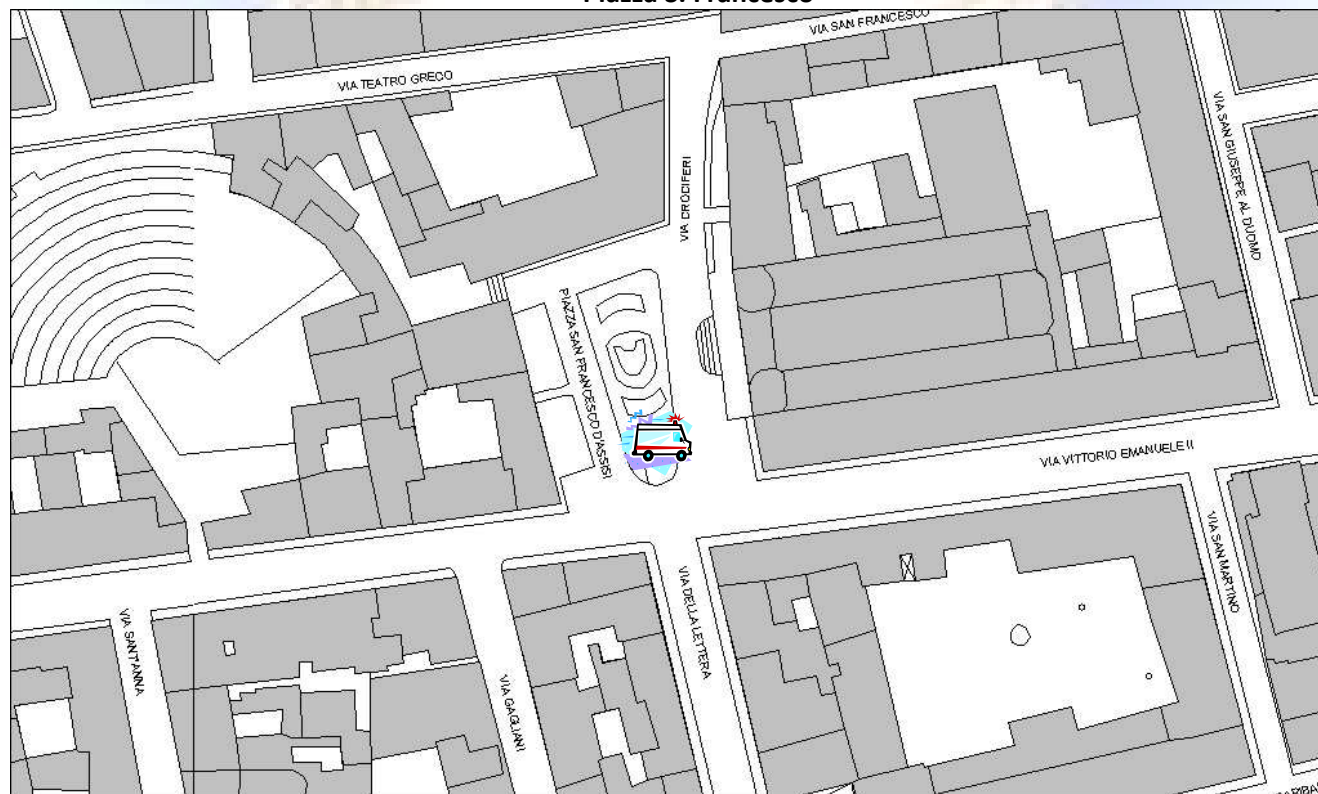 Piazza S. Francesco
VIA SAN FRANCESCO
VIA TEATRO GRECO
VIA SAN GIUSEPPE AL DUOMO
VIA CROCIFERI
PIAZZA SAN FRANCESCO D'ASSISI
VIA VITTORIO EMANUELE II
VIA SAN MARTINO
VIA DELLA LETTERA
VIA SANT'ANNA
VIA GAGLIANI